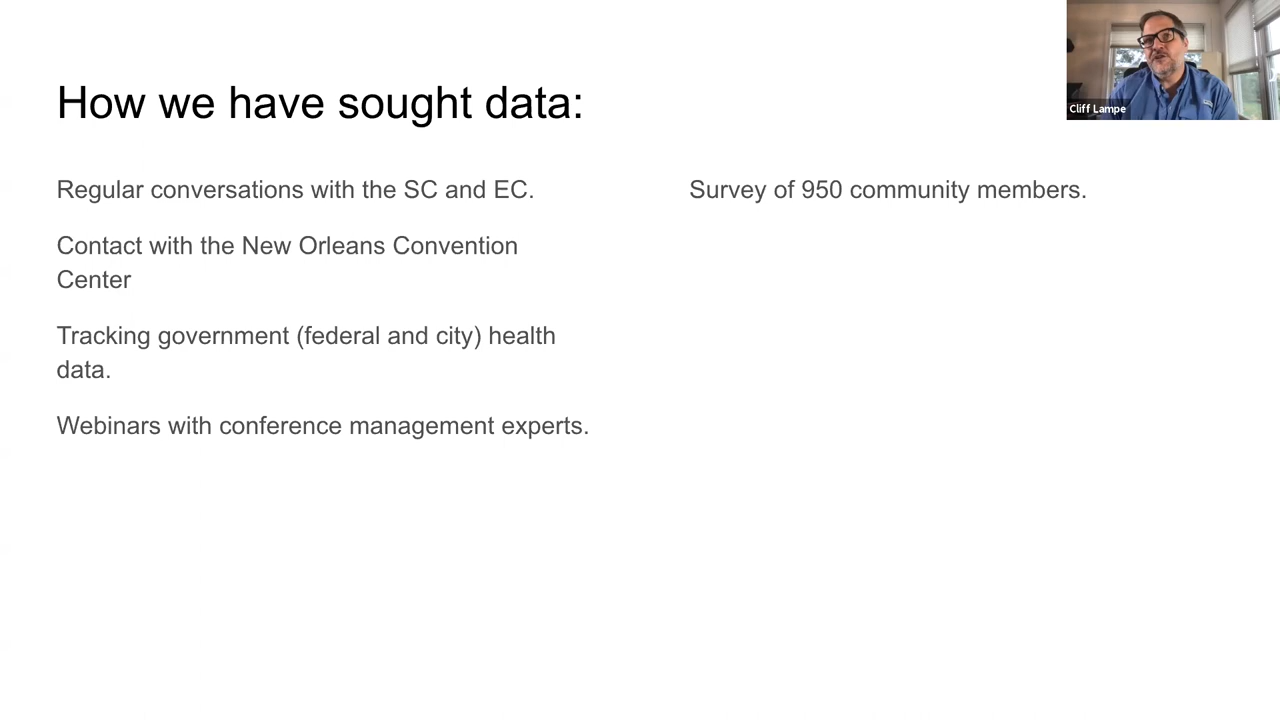 How we have sought data:
Regular conversations with the SC and EC.
Contact with the New Orleans Convention
Center
Tracking government (federal and city) health
data.
Webinars with conference management experts.
Survey of 950 community members.
Cliff Lampe